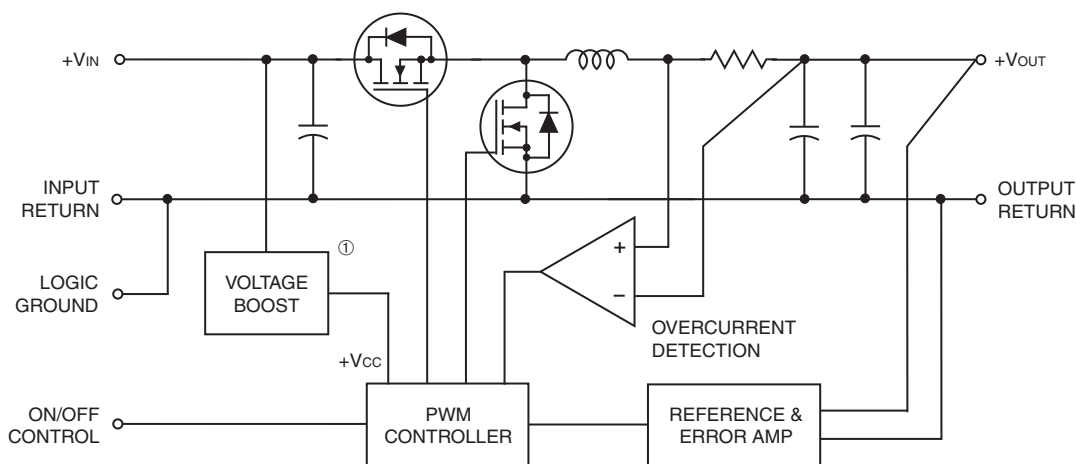 +VIN
+VOUT
INPUT
RETURN
OUTPUT
RETURN
LOGIC
GROUND
①
VOLTAGE
BOOST
+
−
OVERCURRENT
DETECTION
+VCC
ON/OFF
CONTROL
PWM
CONTROLLER
REFERENCE &
ERROR AMP